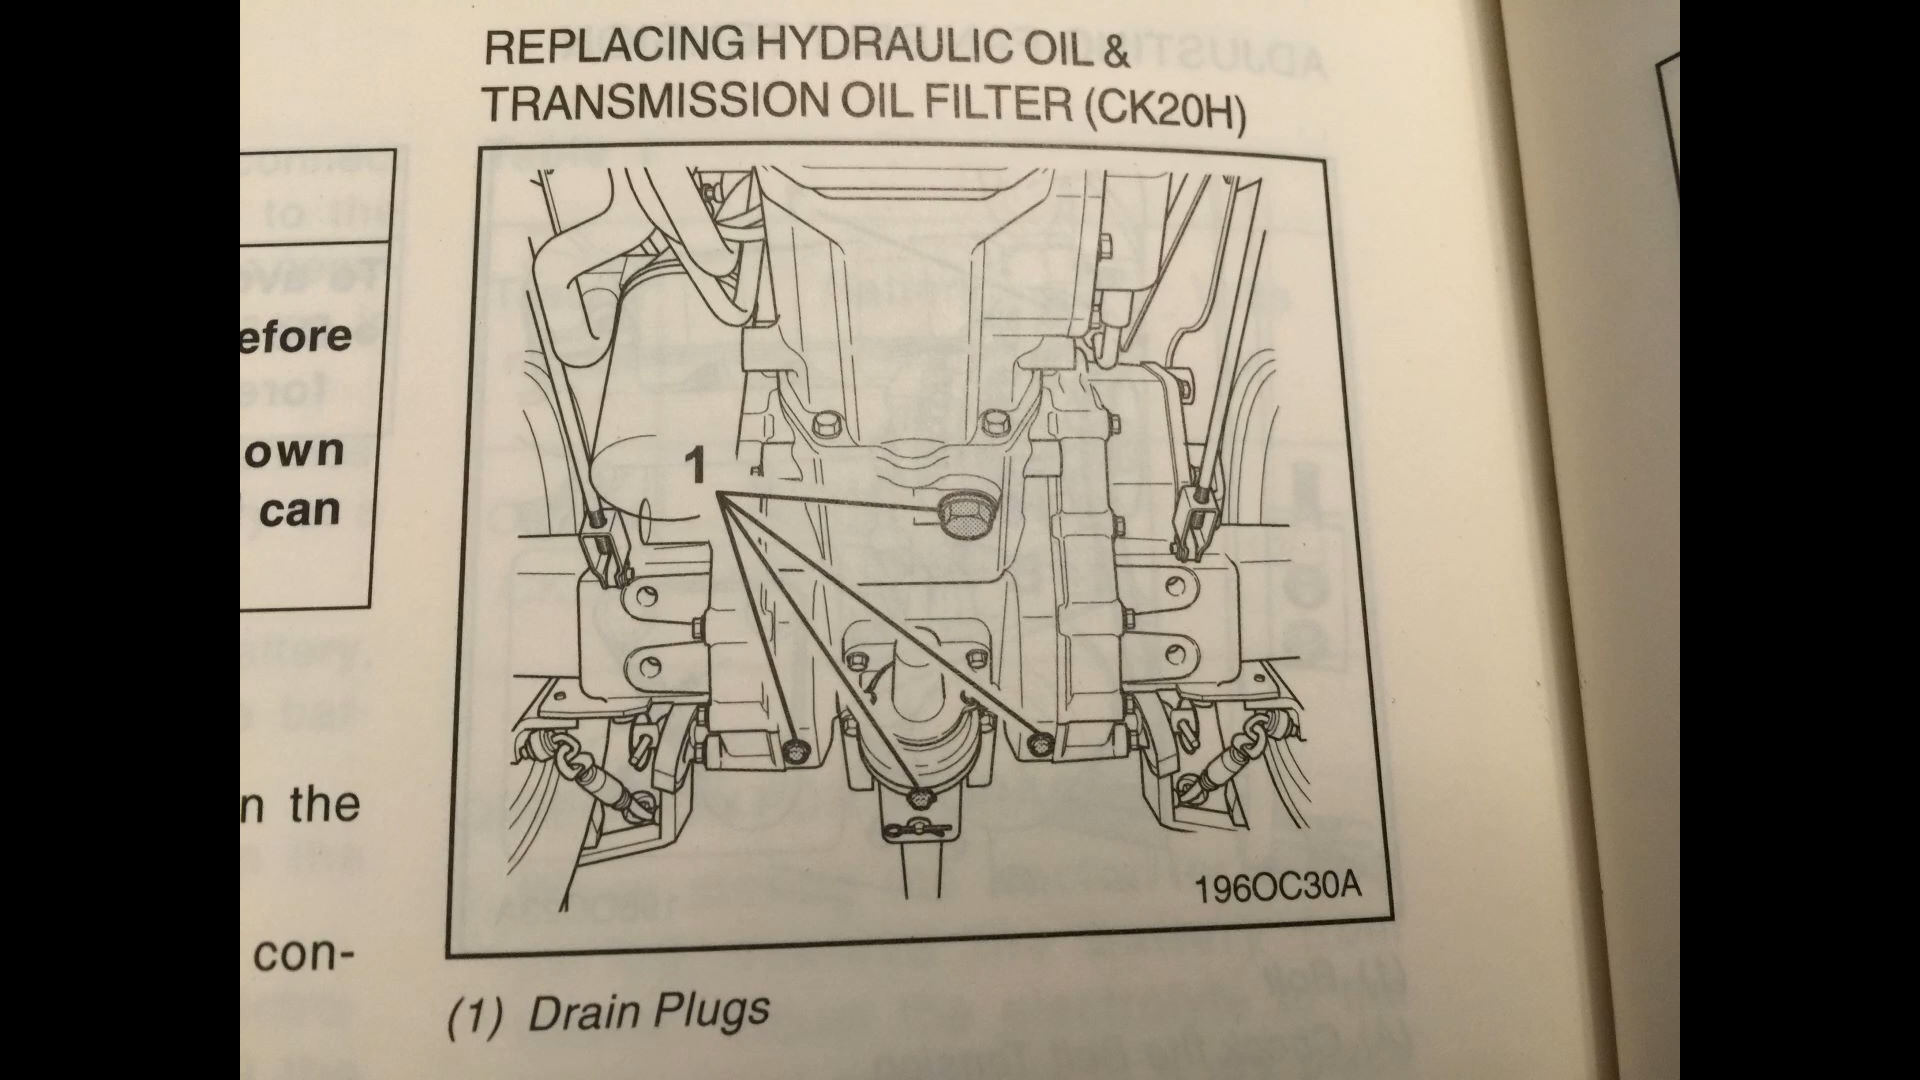 REPLACING HYDRAULIC OIL &
TRANSMISSION OIL FILTER (CK20H)
efore
own
can
n the
con-
1
196OC30A
(1) Drain Plugs